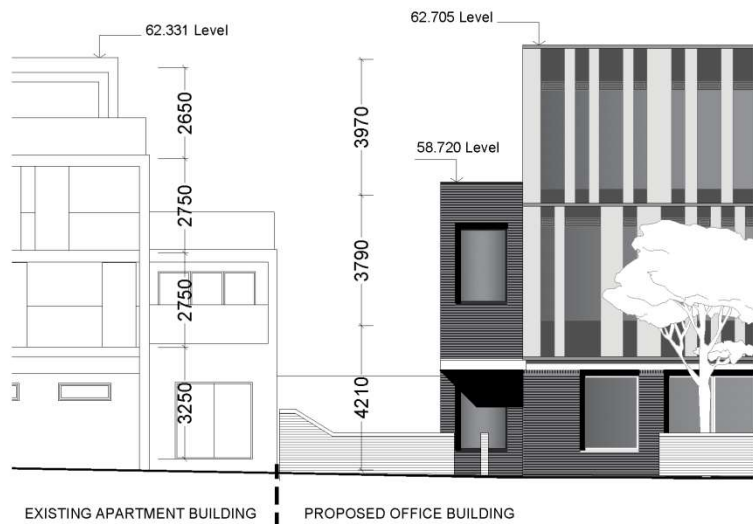 62.331 Level
62.705 Level
58.720 Level
2650
2750
2750
3250
3970
3790
4210
EXISTING APARTMENT BUILDING
PROPOSED OFFICE BUILDING